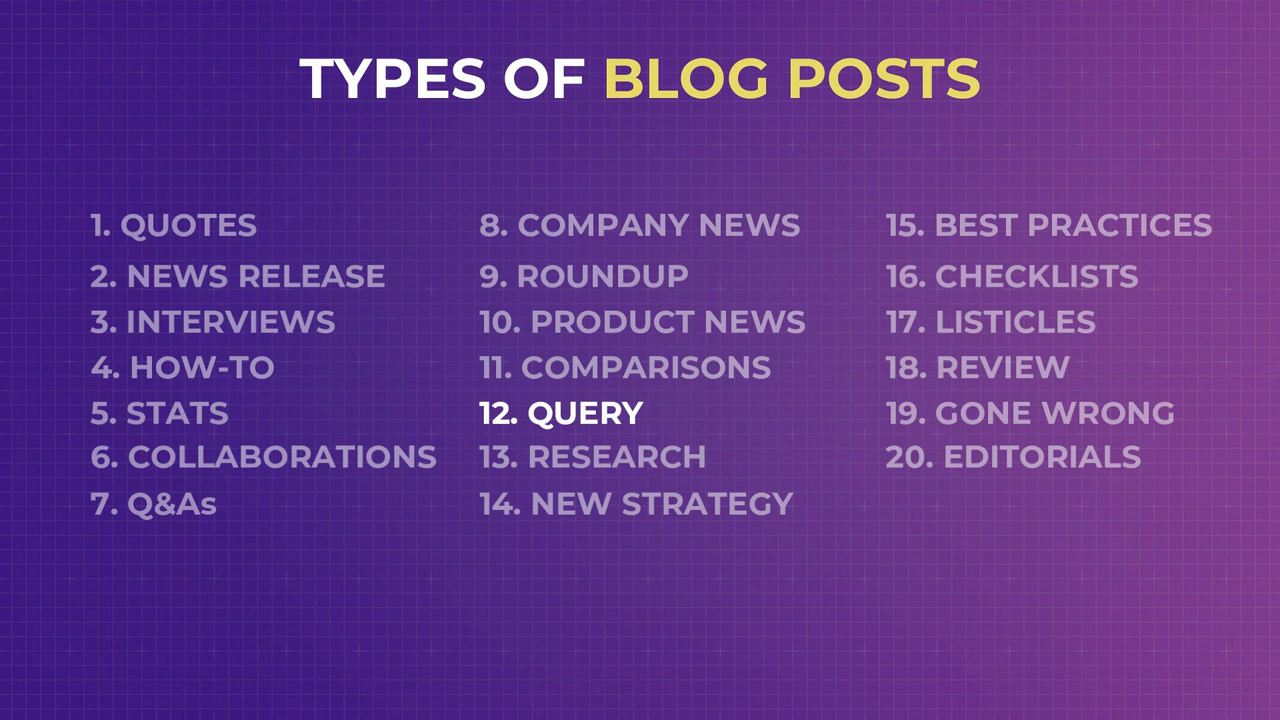 TYPES OF BLOG POSTS
1. QUOTES
2. NEWS RELEASE
3. INTERVIEWS
4. HOW-TO
5. STATS
6. COLLABORATIONS
7. Q&As
8. COMPANY NEWS
9. ROUNDUP
10. PRODUCT NEWS
11. COMPARISONS
12. QUERY
13. RESEARCH
14. NEW STRATEGY
15. BEST PRACTICES
16. CHECKLISTS
17. LISTICLES
18. REVIEW
19. GONE WRONG
20. EDITORIALS